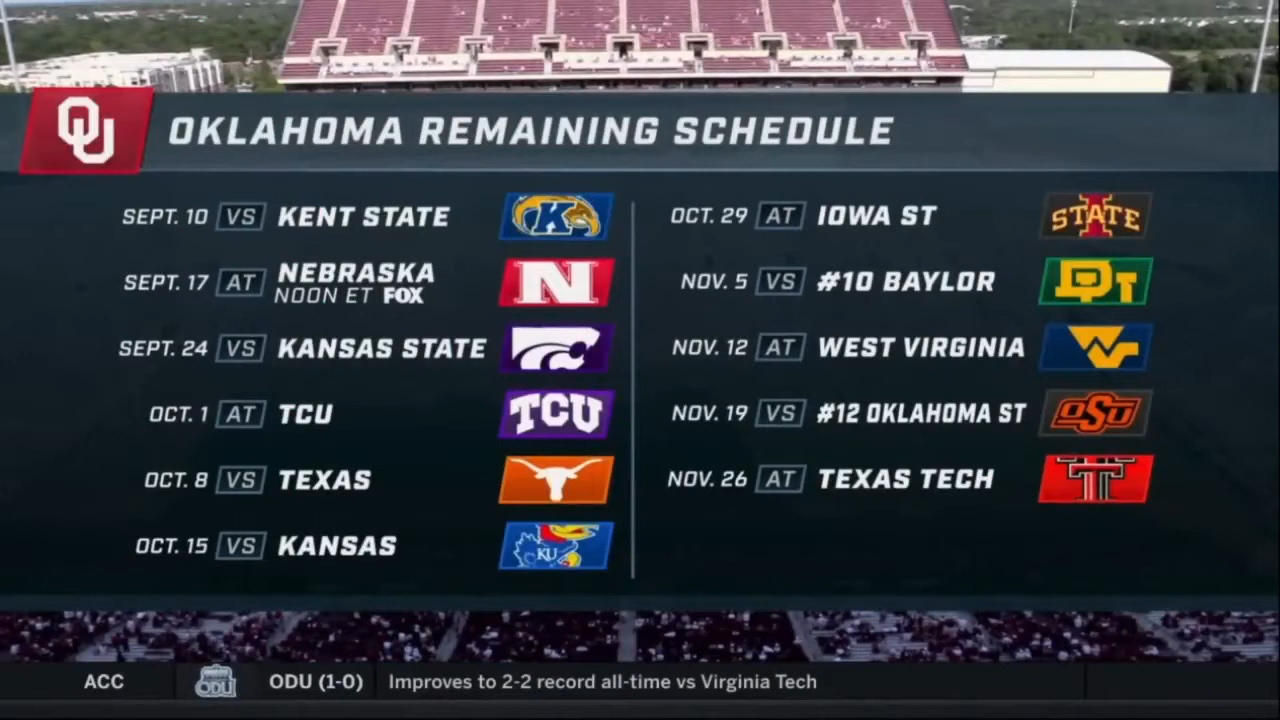 OU
OKLAHOMA REMAINING SCHEDULE
SEPT. 10 VS KENT STATE K
SEPT. 17 AT NEBRASKA N
NOON ET FOX
SEPT. 24 VS KANSAS STATE
OCT. 1 AT TCU TCU
OCT. 8 VS TEXAS
OCT. 15 VS KANSAS KU
OCT. 29 AT IOWA ST STATE
NOV. 5 VS #10 BAYLOR
NOV. 12 AT WEST VIRGINIA WV
NOV. 19 VS #12 OKLAHOMA ST OSU
NOV. 26 AT TEXAS TECH TT
ACC ODU ODU (1-0) Improves to 2-2 record all-time vs Virginia Tech